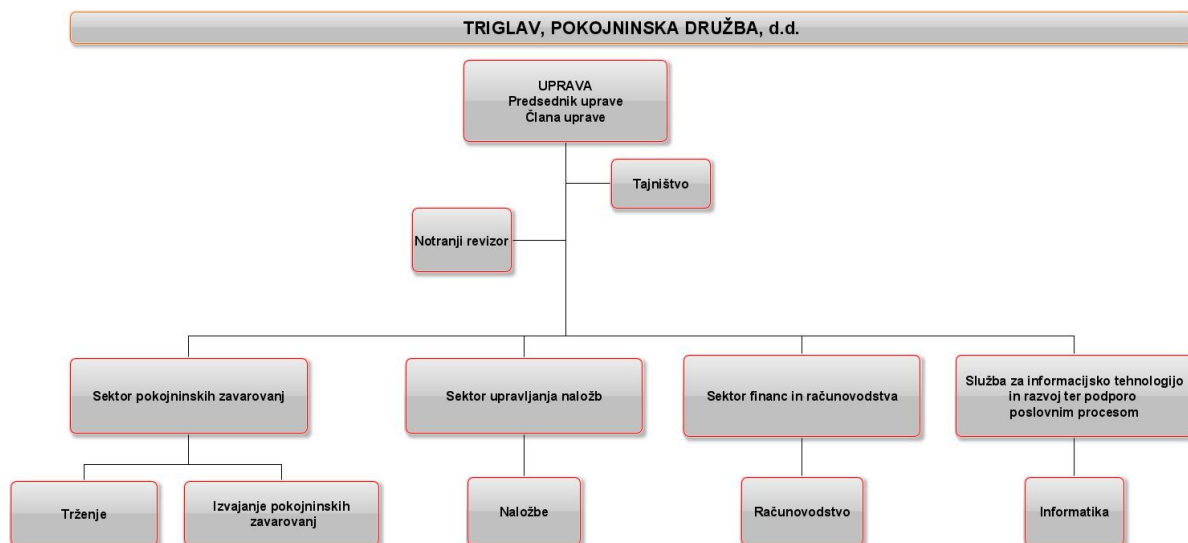 TRIGLAV, POKOJNINSKA DRUŽBA, d.d.
UPRAVA
Predsednik uprave
Člana uprave
Tajništvo
Notranji revizor
Sektor pokojninskih zavarovanj
Sektor upravljanja naložb
Sektor financ in računovodstva
Služba za informacijsko tehnologijo
in razvoj ter podporo
poslovnim procesom
Trženje
Izvajanje pokojninskih
zavarovanj
Naložbe
Računovodstvo
Informatika